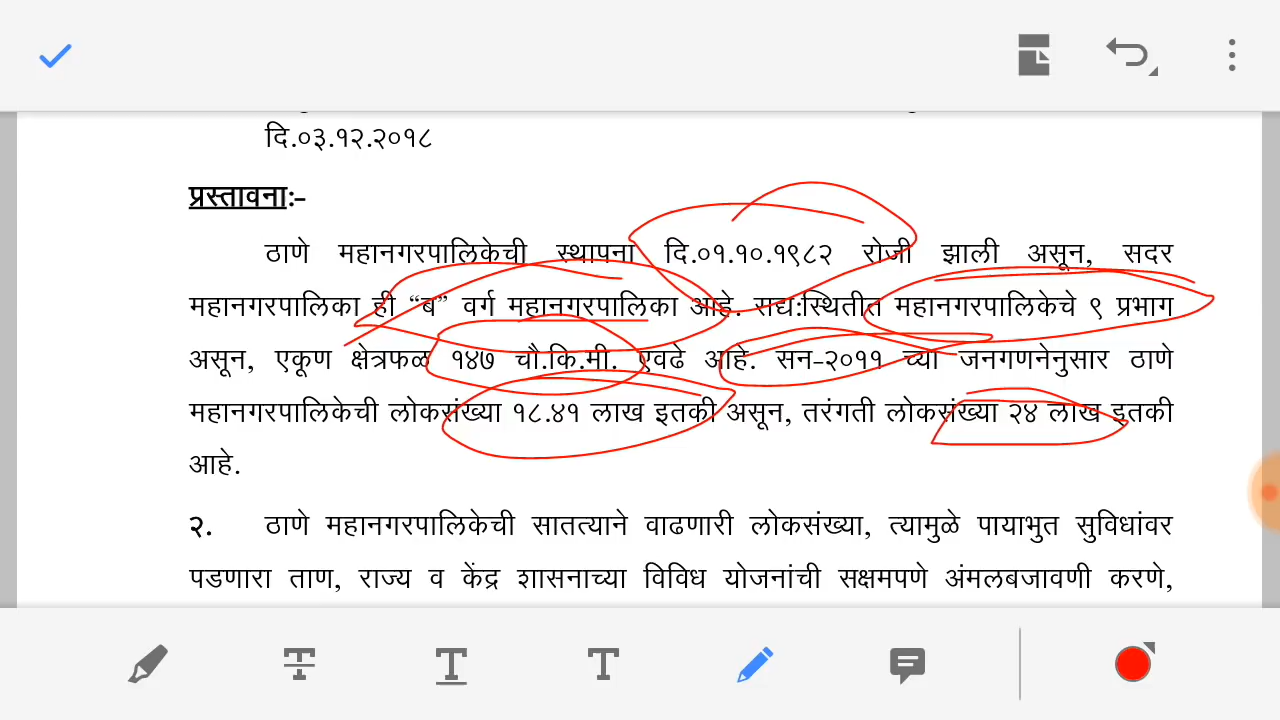 दि.०३.१२.२०१८
प्रस्तावना:-
ठाणे महानगरपालिकेची स्थापना दि.०१.१०.१९८२ रोजी झाली असून, सदर
महानगरपालिका ही “ब” वर्ग महानगरपालिका आहे. सद्य:स्थितीत महानगरपालिकेचे ९ प्रभाग
असून, एकूण क्षेत्रफळ १४७ चौ.कि.मी. एवढे आहे. सन-२०११ च्या जनगणनेनुसार ठाणे
महानगरपालिकेची लोकसंख्या १८.४१ लाख इतकी असून, तरंगती लोकसंख्या २४ लाख इतकी
आहे.
२. ठाणे महानगरपालिकेची सातत्याने वाढणारी लोकसंख्या, त्यामुळे पायाभुत सुविधांवर
पडणारा ताण, राज्य व केंद्र शासनाच्या विविध योजनांची सक्षमपणे अंमलबजावणी करणे,